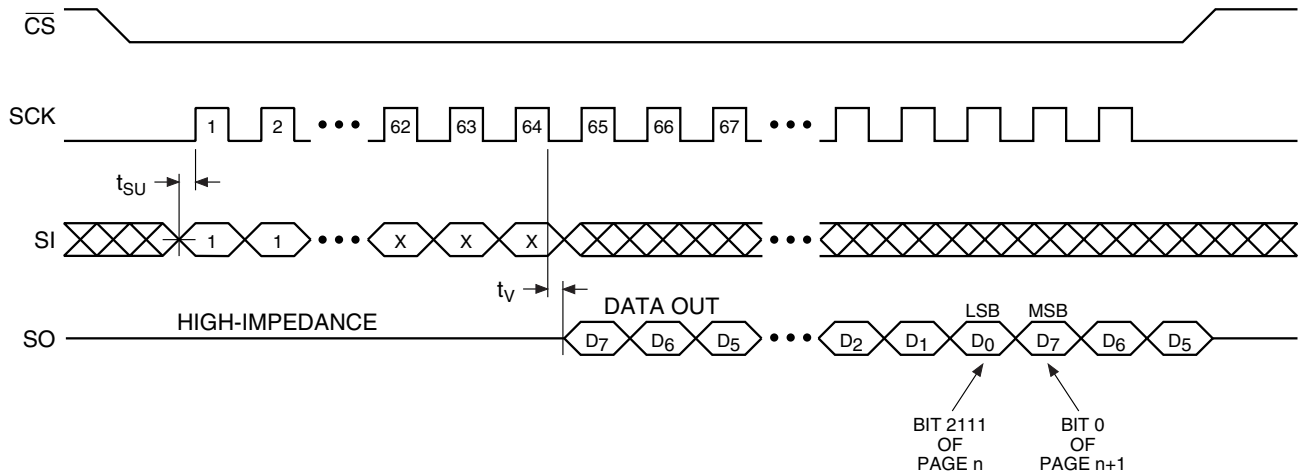 CS
SCK 1 2 ••• 62 63 64 65 66 67 •••
tSU
SI 1 1 ••• X X X •••
tV
DATA OUT
HIGH-IMPEDANCE
LSB MSB
SO D7 D6 D5 ••• D2 D1 D0 D7 D6 D5
BIT 2111
OF
PAGE n
BIT 0
OF
PAGE n+1